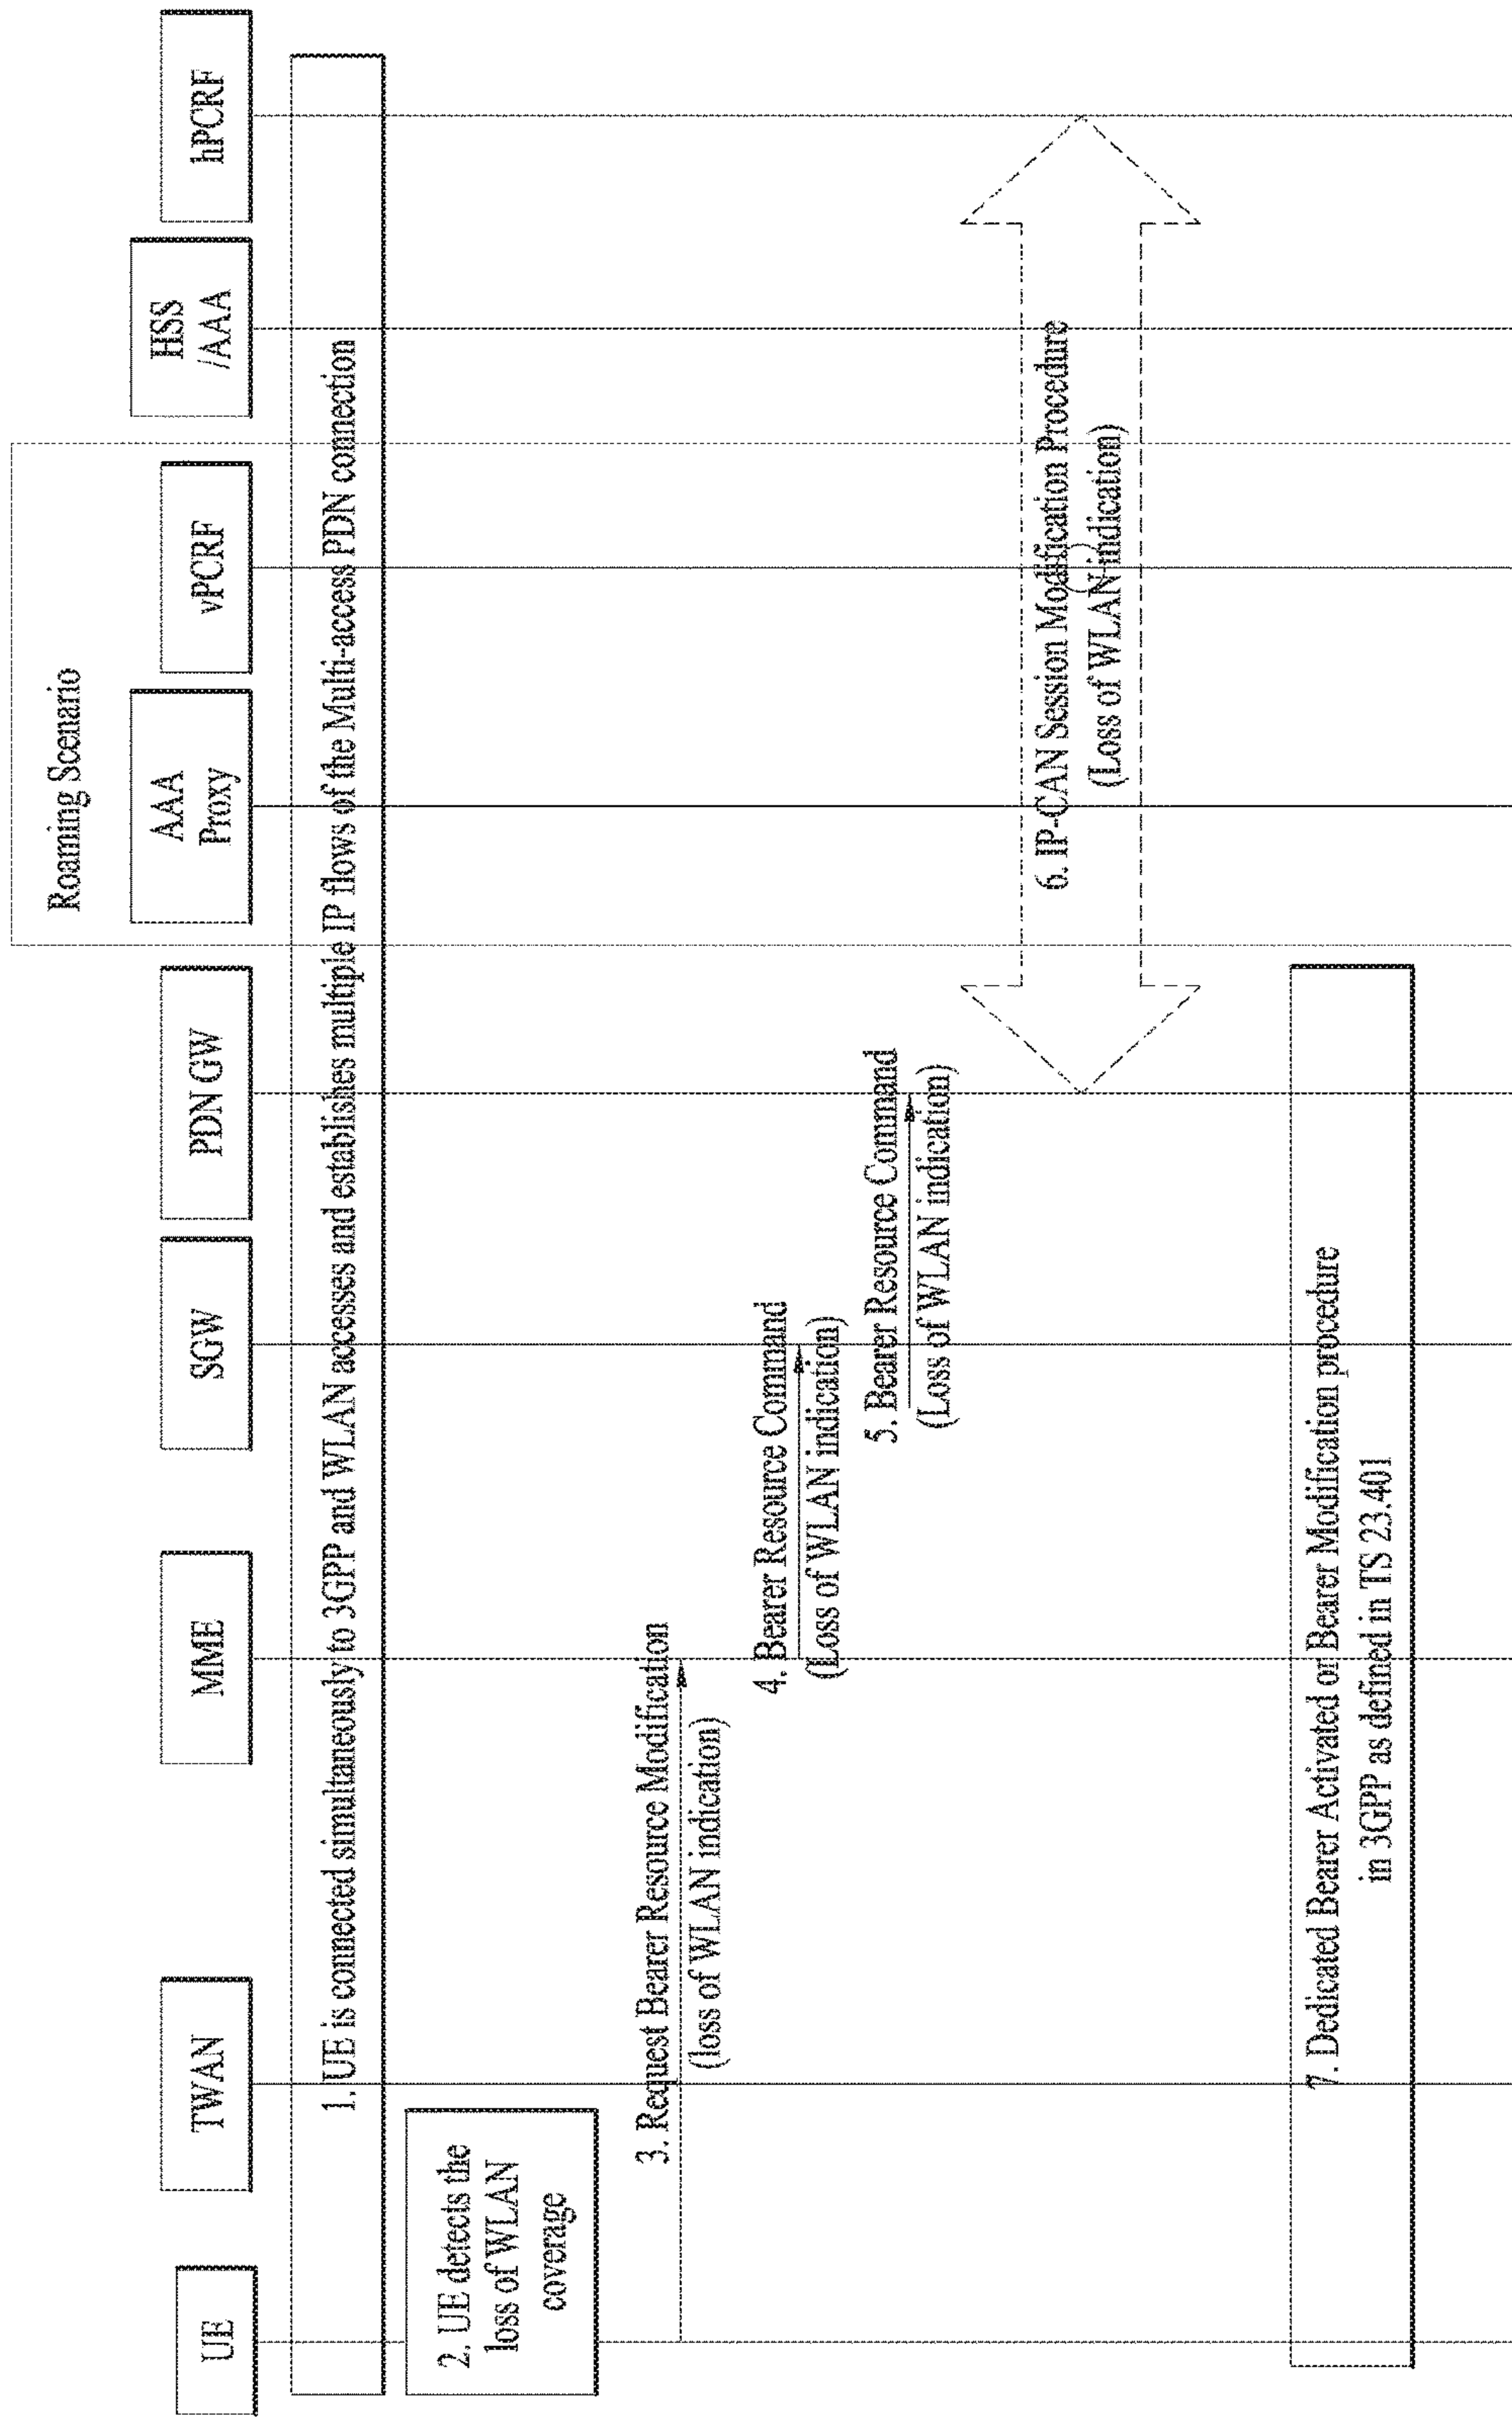 Roaming Scenario
UE
TWAN
MME
SGW
PDN GW
AAA
Proxy
vPCRF
HSS
/AAA
hPCRF
1. UE is connected simultaneously to 3GPP and WLAN accesses and establishes multiple IP flows of the Multi-access PDN connection
2. UE detects the
loss of WLAN
coverage
3. Request Bearer Resource Modification
(loss of WLAN indication)
4. Bearer Resource Command
(Loss of WLAN indication)
5. Bearer Resource Command
(Loss of WLAN indication)
6. IP-CAN Session Modification Procedure
(Loss of WLAN indication)
7. Dedicated Bearer Activated or Bearer Modification procedure
in 3GPP as defined in TS 23.401